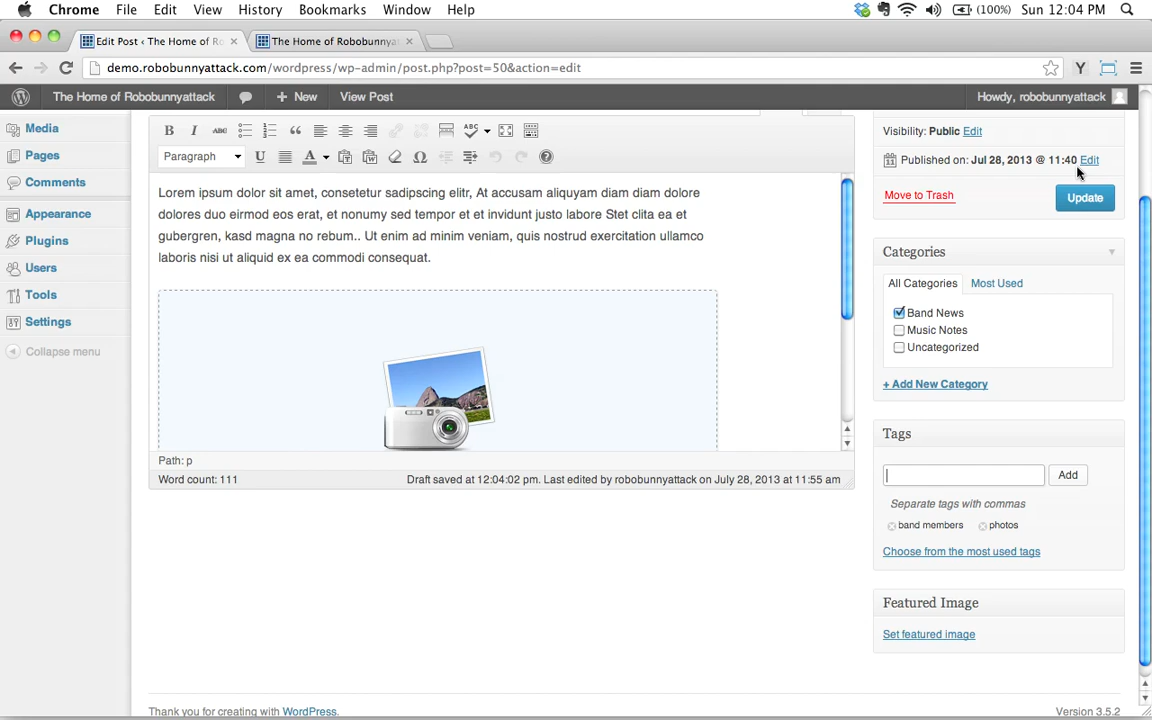 Chrome File Edit View History Bookmarks Window Help (100%) Sun 12:04 PM
Edit Post ‹ The Home of Ro The Home of Robobunnyat
demo.robobunnyattack.com/wordpress/wp-admin/post.php?post=50&action=edit
The Home of Robobunnyattack + New View Post Howdy, robobunnyattack
Media
Pages
Comments
Appearance
Plugins
Users
Tools
Settings
Collapse menu
B I ABC ABC
Paragraph U A Ω
Lorem ipsum dolor sit amet, consetetur sadipscing elitr, At accusam aliquyam diam diam dolore
dolores duo eirmod eos erat, et nonumy sed tempor et et invidunt justo labore Stet clita ea et
gubergren, kasd magna no rebum.. Ut enim ad minim veniam, quis nostrud exercitation ullamco
laboris nisi ut aliquid ex ea commodi consequat.
Path: p
Word count: 111 Draft saved at 12:04:02 pm. Last edited by robobunnyattack on July 28, 2013 at 11:55 am
Visibility: Public Edit
Published on: Jul 28, 2013 @ 11:40 Edit
Move to Trash Update
Categories
All Categories Most Used
Band News
Music Notes
Uncategorized
+ Add New Category
Tags
Add
Separate tags with commas
band members photos
Choose from the most used tags
Featured Image
Set featured image
Thank you for creating with WordPress. Version 3.5.2